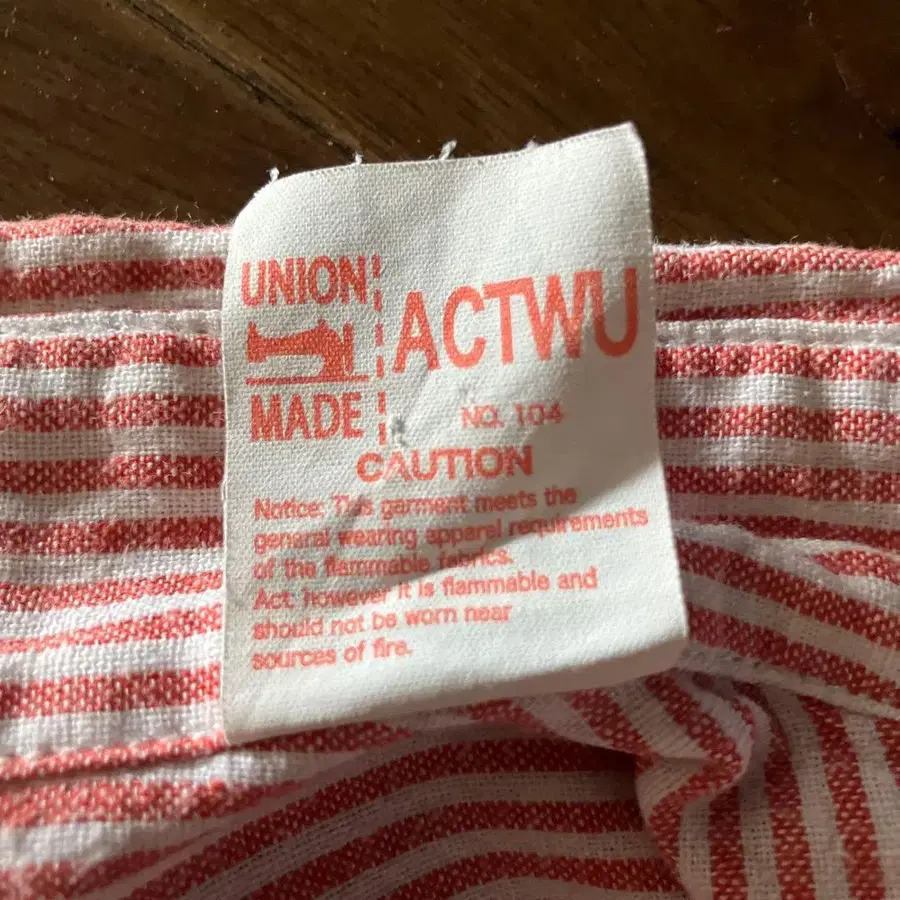 UNION
MADE
ACTWU
NO. 104
CAUTION
Notice: This garment meets the
general wearing apparel requirements
of the flammable fabrics.
Act. however it is flammable and
should not be worn near
sources of fire.